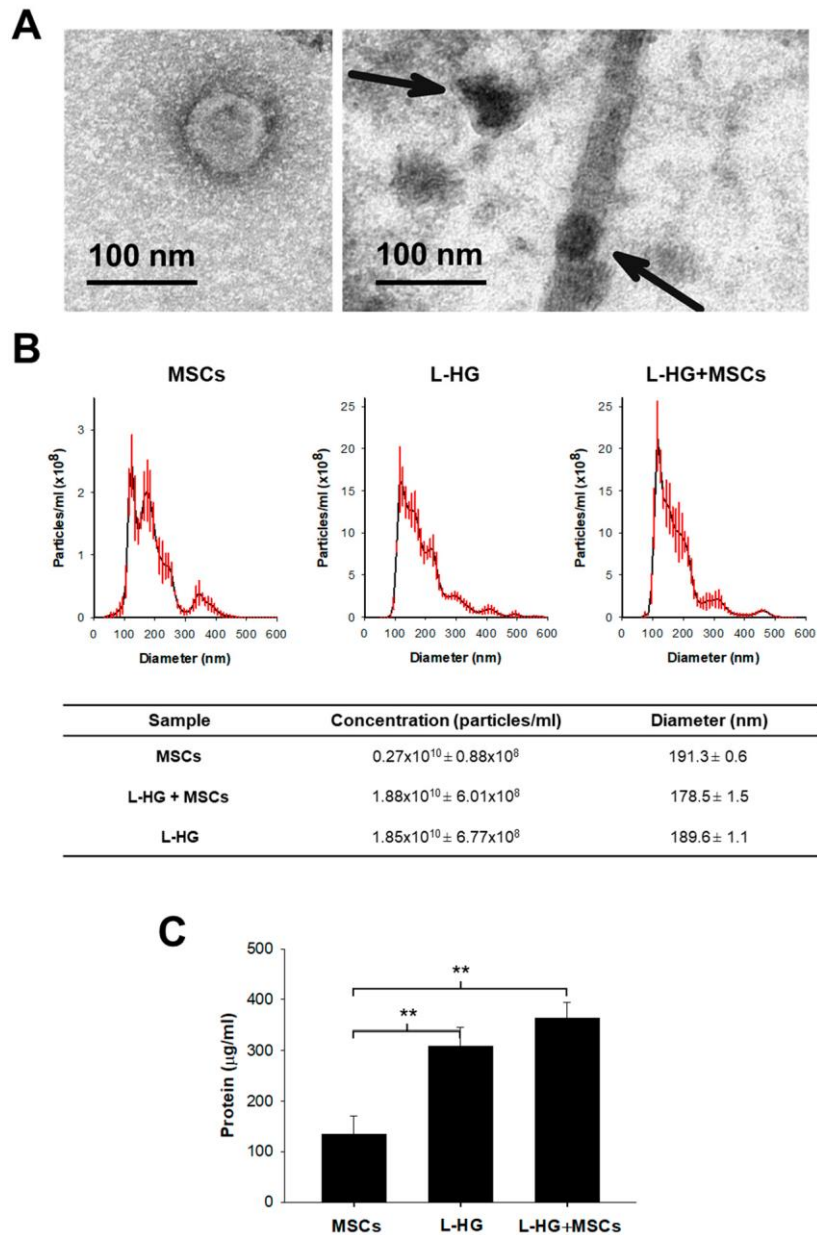 A
100 nm
100 nm
B
MSCs
L-HG
L-HG+MSCs
Particles/ml (x10⁸)
3
2
1
0
0 100 200 300 400 500 600
Diameter (nm)
Particles/ml (x10⁸)
25
20
15
10
5
0
0 100 200 300 400 500 600
Diameter (nm)
Particles/ml (x10⁸)
25
20
15
10
5
0
0 100 200 300 400 500 600
Diameter (nm)
Sample Concentration (particles/ml) Diameter (nm)
MSCs 0.27x10¹⁰ ± 0.88x10⁸ 191.3 ± 0.6
L-HG + MSCs 1.88x10¹⁰ ± 6.01x10⁸ 178.5 ± 1.5
L-HG 1.85x10¹⁰ ± 6.77x10⁸ 189.6 ± 1.1
C
Protein (µg/ml)
500
400
300
200
100
0
**
**
MSCs L-HG L-HG+MSCs